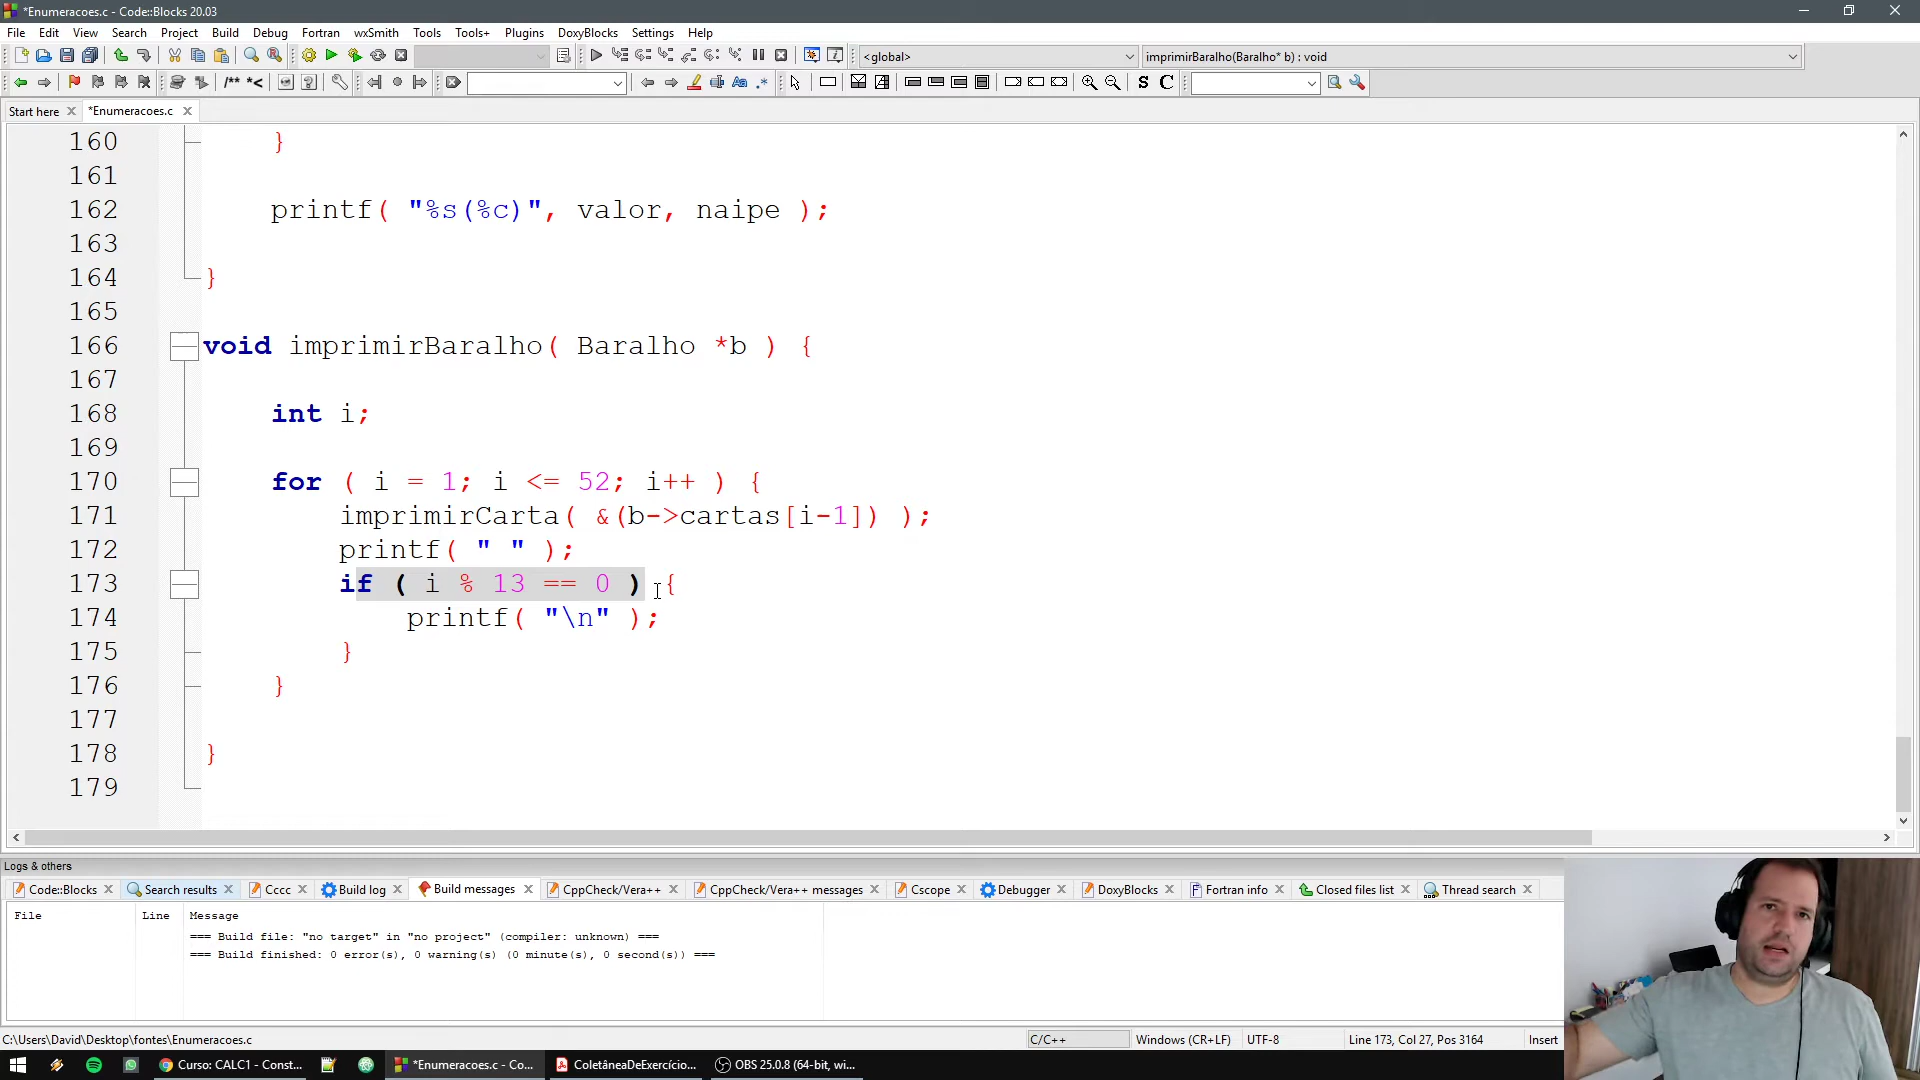 *Enumeracoes.c - Code::Blocks 20.03
File Edit View Search Project Build Debug Fortran wxSmith Tools Tools+ Plugins DoxyBlocks Settings Help
<global>
imprimirBaralho(Baralho* b) : void
/** *<
Aa
.*
S C
Start here
*Enumeracoes.c
160 }
161
162 printf( "%s(%c)", valor, naipe );
163
164 }
165
166 void imprimirBaralho( Baralho *b ) {
167
168 int i;
169
170 for ( i = 1; i <= 52; i++ ) {
171 imprimirCarta( &(b->cartas[i-1]) );
172 printf( " " );
173 if ( i % 13 == 0 ) {
174 printf( "\n" );
175 }
176 }
177
178 }
179
Logs & others
Code::Blocks Search results Cccc Build log Build messages CppCheck/Vera++ CppCheck/Vera++ messages Cscope Debugger DoxyBlocks Fortran info Closed files list Thread search
File Line Message
=== Build file: "no target" in "no project" (compiler: unknown) ===
=== Build finished: 0 error(s), 0 warning(s) (0 minute(s), 0 second(s)) ===
C:\Users\David\Desktop\fontes\Enumeracoes.c C/C++ Windows (CR+LF) UTF-8 Line 173, Col 27, Pos 3164 Insert
Curso: CALC1 - Const... *Enumeracoes.c - Co... ColetâneaDeExercício... OBS 25.0.8 (64-bit, wi...